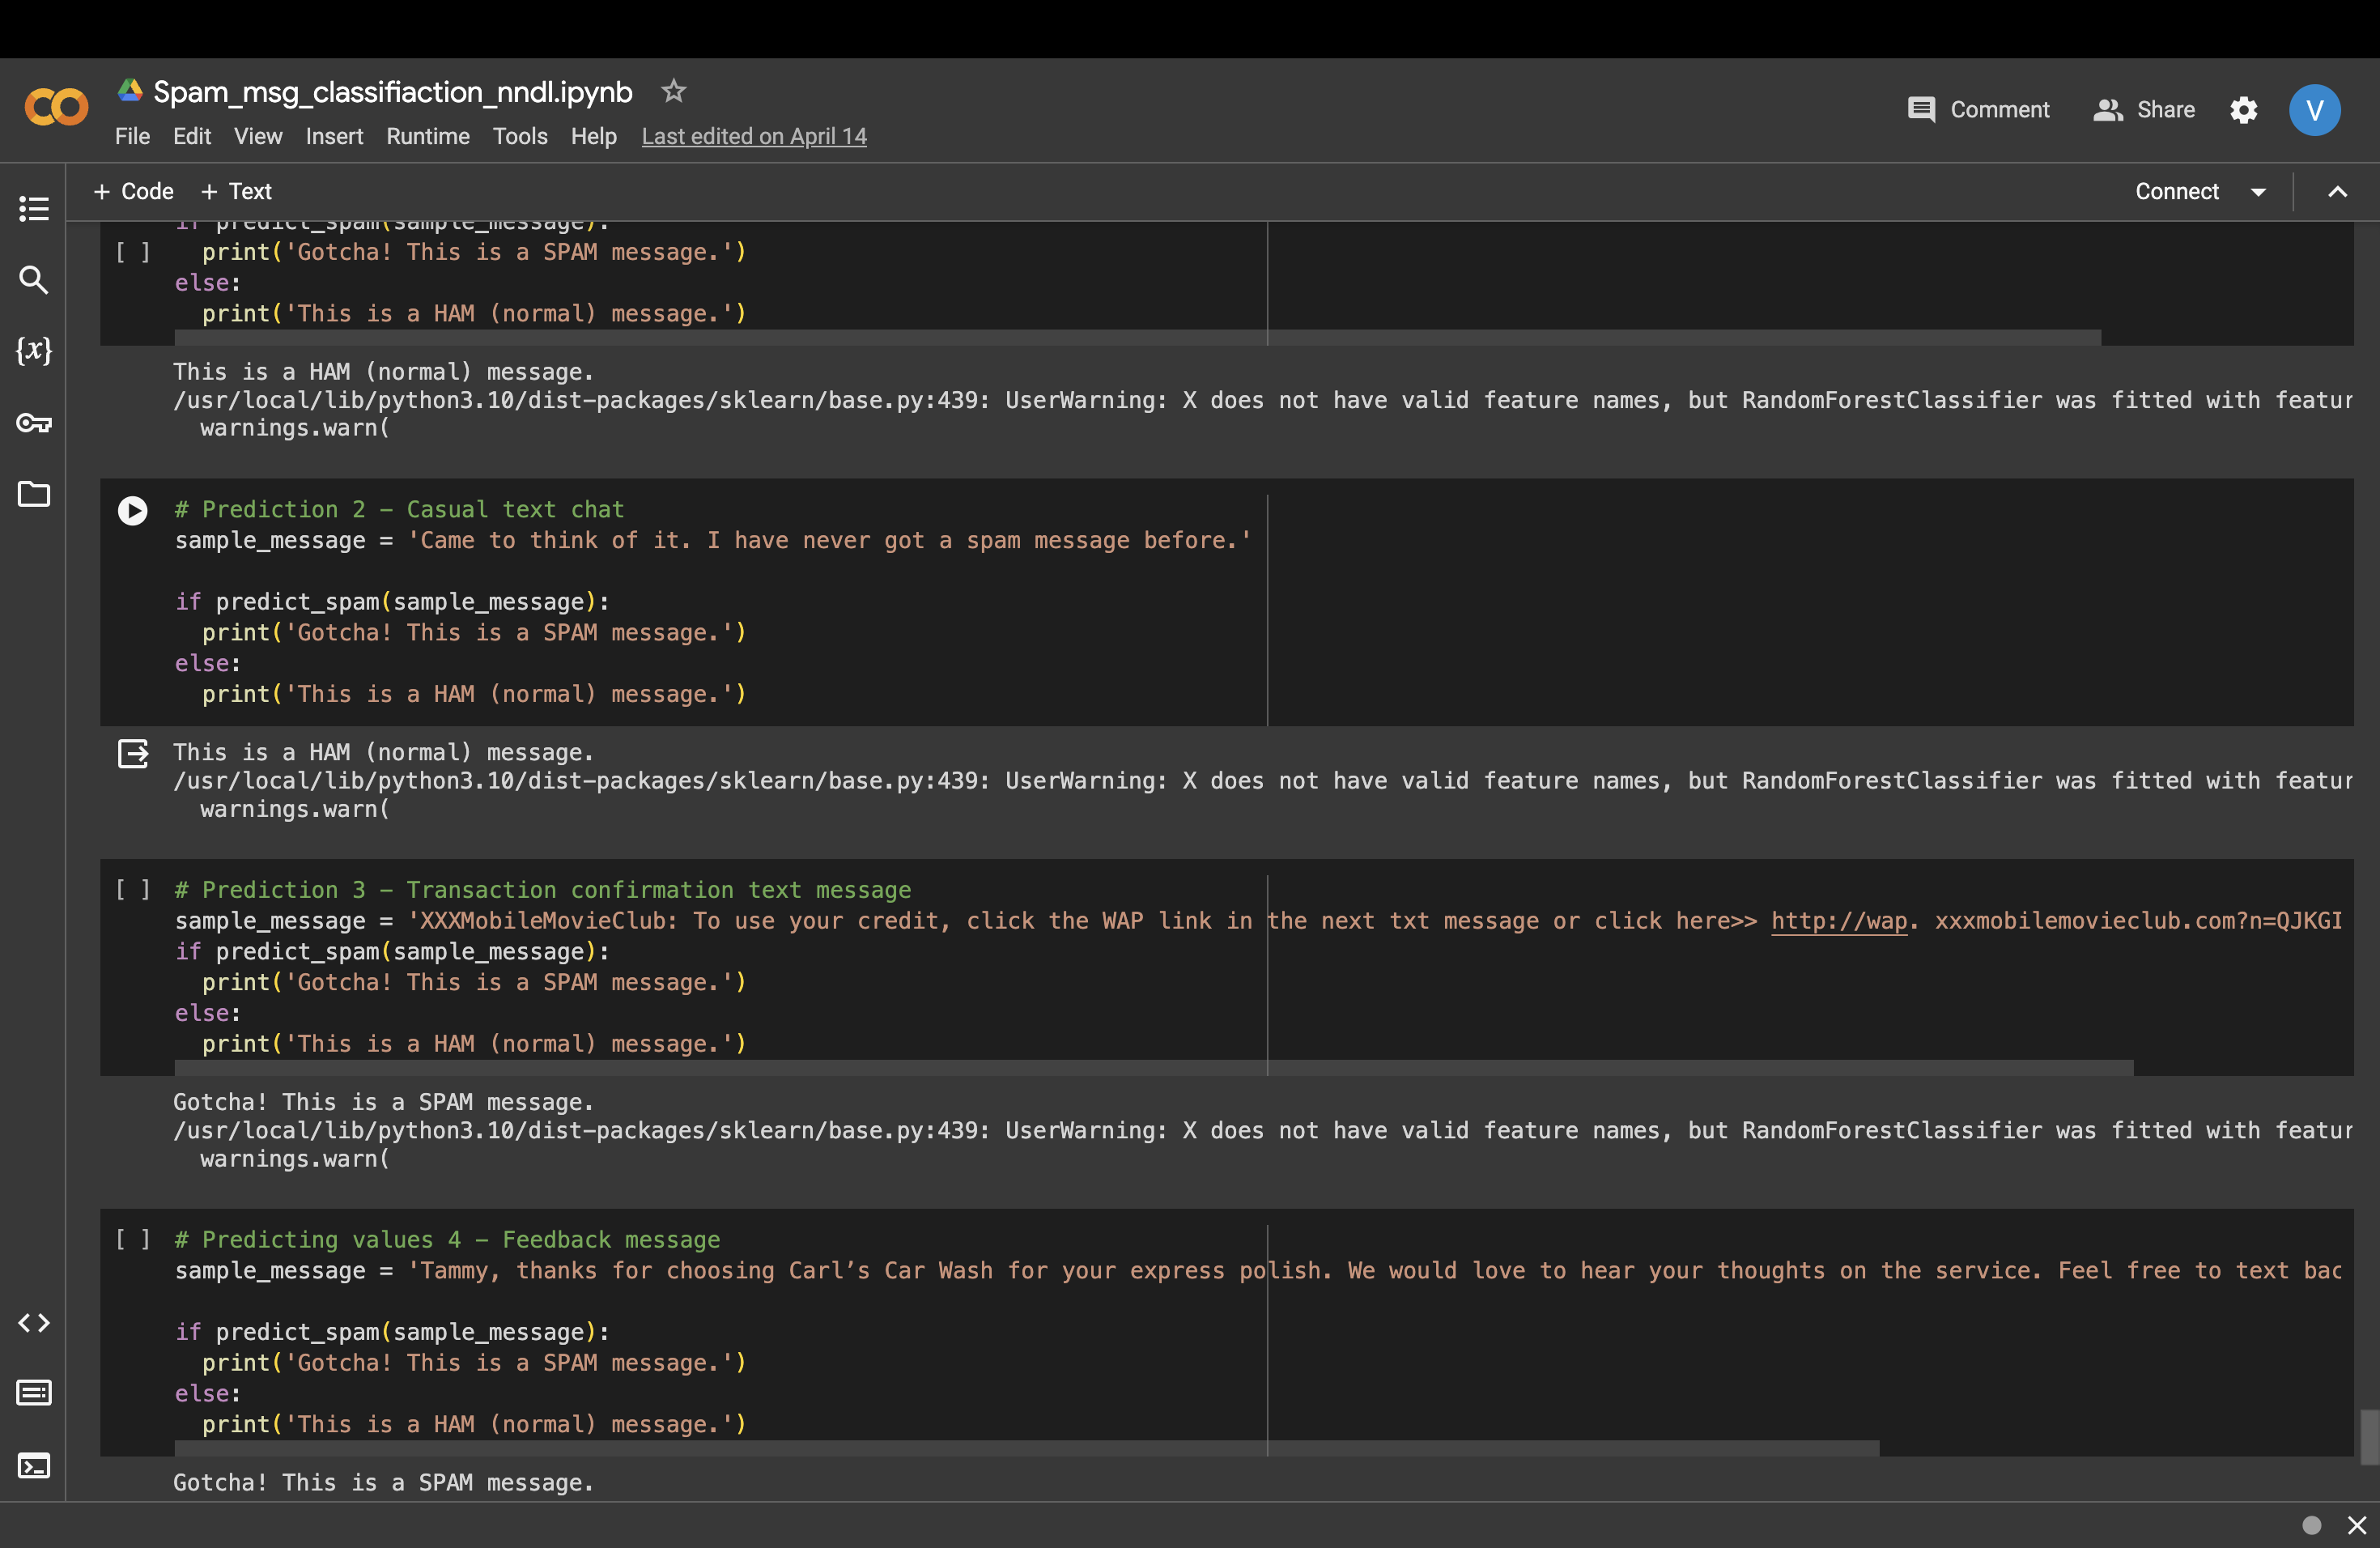 Spam_msg_classifiaction_nndl.ipynb
File Edit View Insert Runtime Tools Help Last edited on April 14
Comment Share V
+ Code + Text Connect
if predict_spam(sample_message):
[ ] print('Gotcha! This is a SPAM message.')
else:
print('This is a HAM (normal) message.')
This is a HAM (normal) message.
/usr/local/lib/python3.10/dist-packages/sklearn/base.py:439: UserWarning: X does not have valid feature names, but RandomForestClassifier was fitted with featur
warnings.warn(
# Prediction 2 – Casual text chat
sample_message = 'Came to think of it. I have never got a spam message before.'
if predict_spam(sample_message):
print('Gotcha! This is a SPAM message.')
else:
print('This is a HAM (normal) message.')
This is a HAM (normal) message.
/usr/local/lib/python3.10/dist-packages/sklearn/base.py:439: UserWarning: X does not have valid feature names, but RandomForestClassifier was fitted with featur
warnings.warn(
[ ] # Prediction 3 – Transaction confirmation text message
sample_message = 'XXXMobileMovieClub: To use your credit, click the WAP link in the next txt message or click here>> http://wap. xxxmobilemovieclub.com?n=QJKGI
if predict_spam(sample_message):
print('Gotcha! This is a SPAM message.')
else:
print('This is a HAM (normal) message.')
Gotcha! This is a SPAM message.
/usr/local/lib/python3.10/dist-packages/sklearn/base.py:439: UserWarning: X does not have valid feature names, but RandomForestClassifier was fitted with featur
warnings.warn(
[ ] # Predicting values 4 – Feedback message
sample_message = 'Tammy, thanks for choosing Carl’s Car Wash for your express polish. We would love to hear your thoughts on the service. Feel free to text bac
if predict_spam(sample_message):
print('Gotcha! This is a SPAM message.')
else:
print('This is a HAM (normal) message.')
Gotcha! This is a SPAM message.